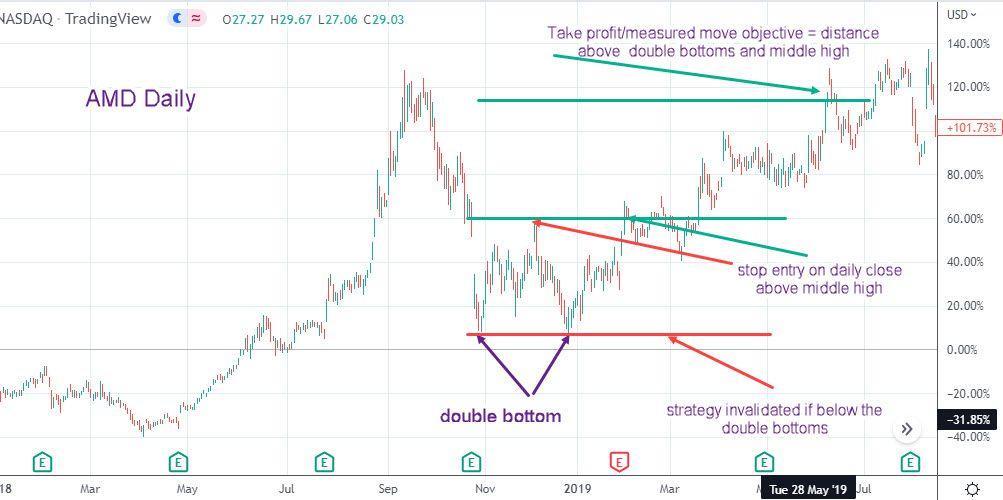 NASDAQ · TradingView O27.27 H29.67 L27.06 C29.03
USD
Take profit/measured move objective = distance
above double bottoms and middle high
AMD Daily
140.00%
120.00%
+101.73%
80.00%
60.00%
stop entry on daily close
above middle high
40.00%
20.00%
0.00%
double bottom
strategy invalidated if below the
double bottoms
-20.00%
−31.85%
-40.00%
E E E E E E E
18 Mar May Jul Sep Nov 2019 Mar Tue 28 May '19 Jul